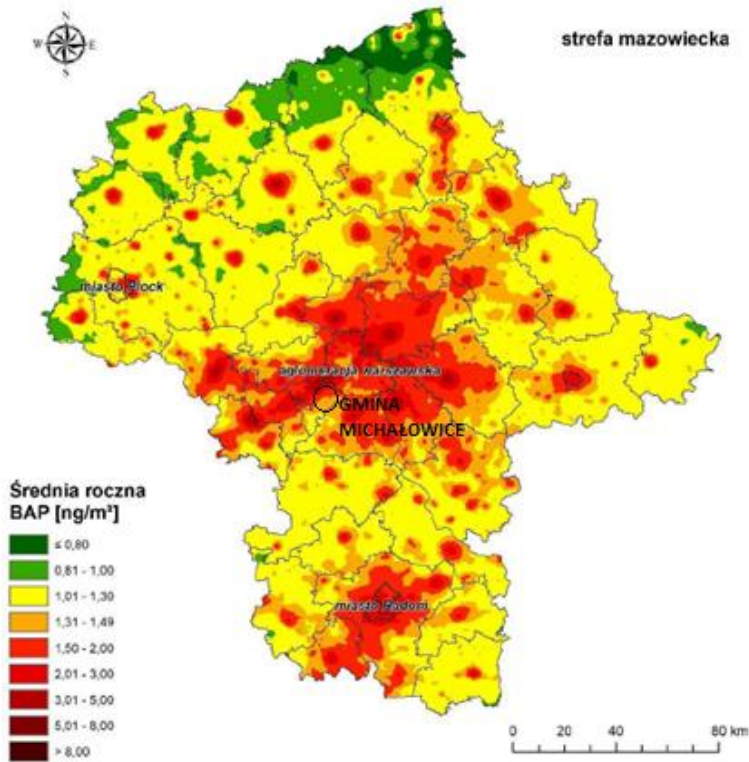 N
W
E
S
strefa mazowiecka
miasto Płock
aglomeracja warszawska
GMINA
MICHAŁOWICE
miasto Radom
Średnia roczna
BAP [ng/m³]
≤ 0,80
0,81 - 1,00
1,01 - 1,30
1,31 - 1,49
1,50 - 2,00
2,01 - 3,00
3,01 - 5,00
5,01 - 8,00
> 8,00
0 20 40 80 km